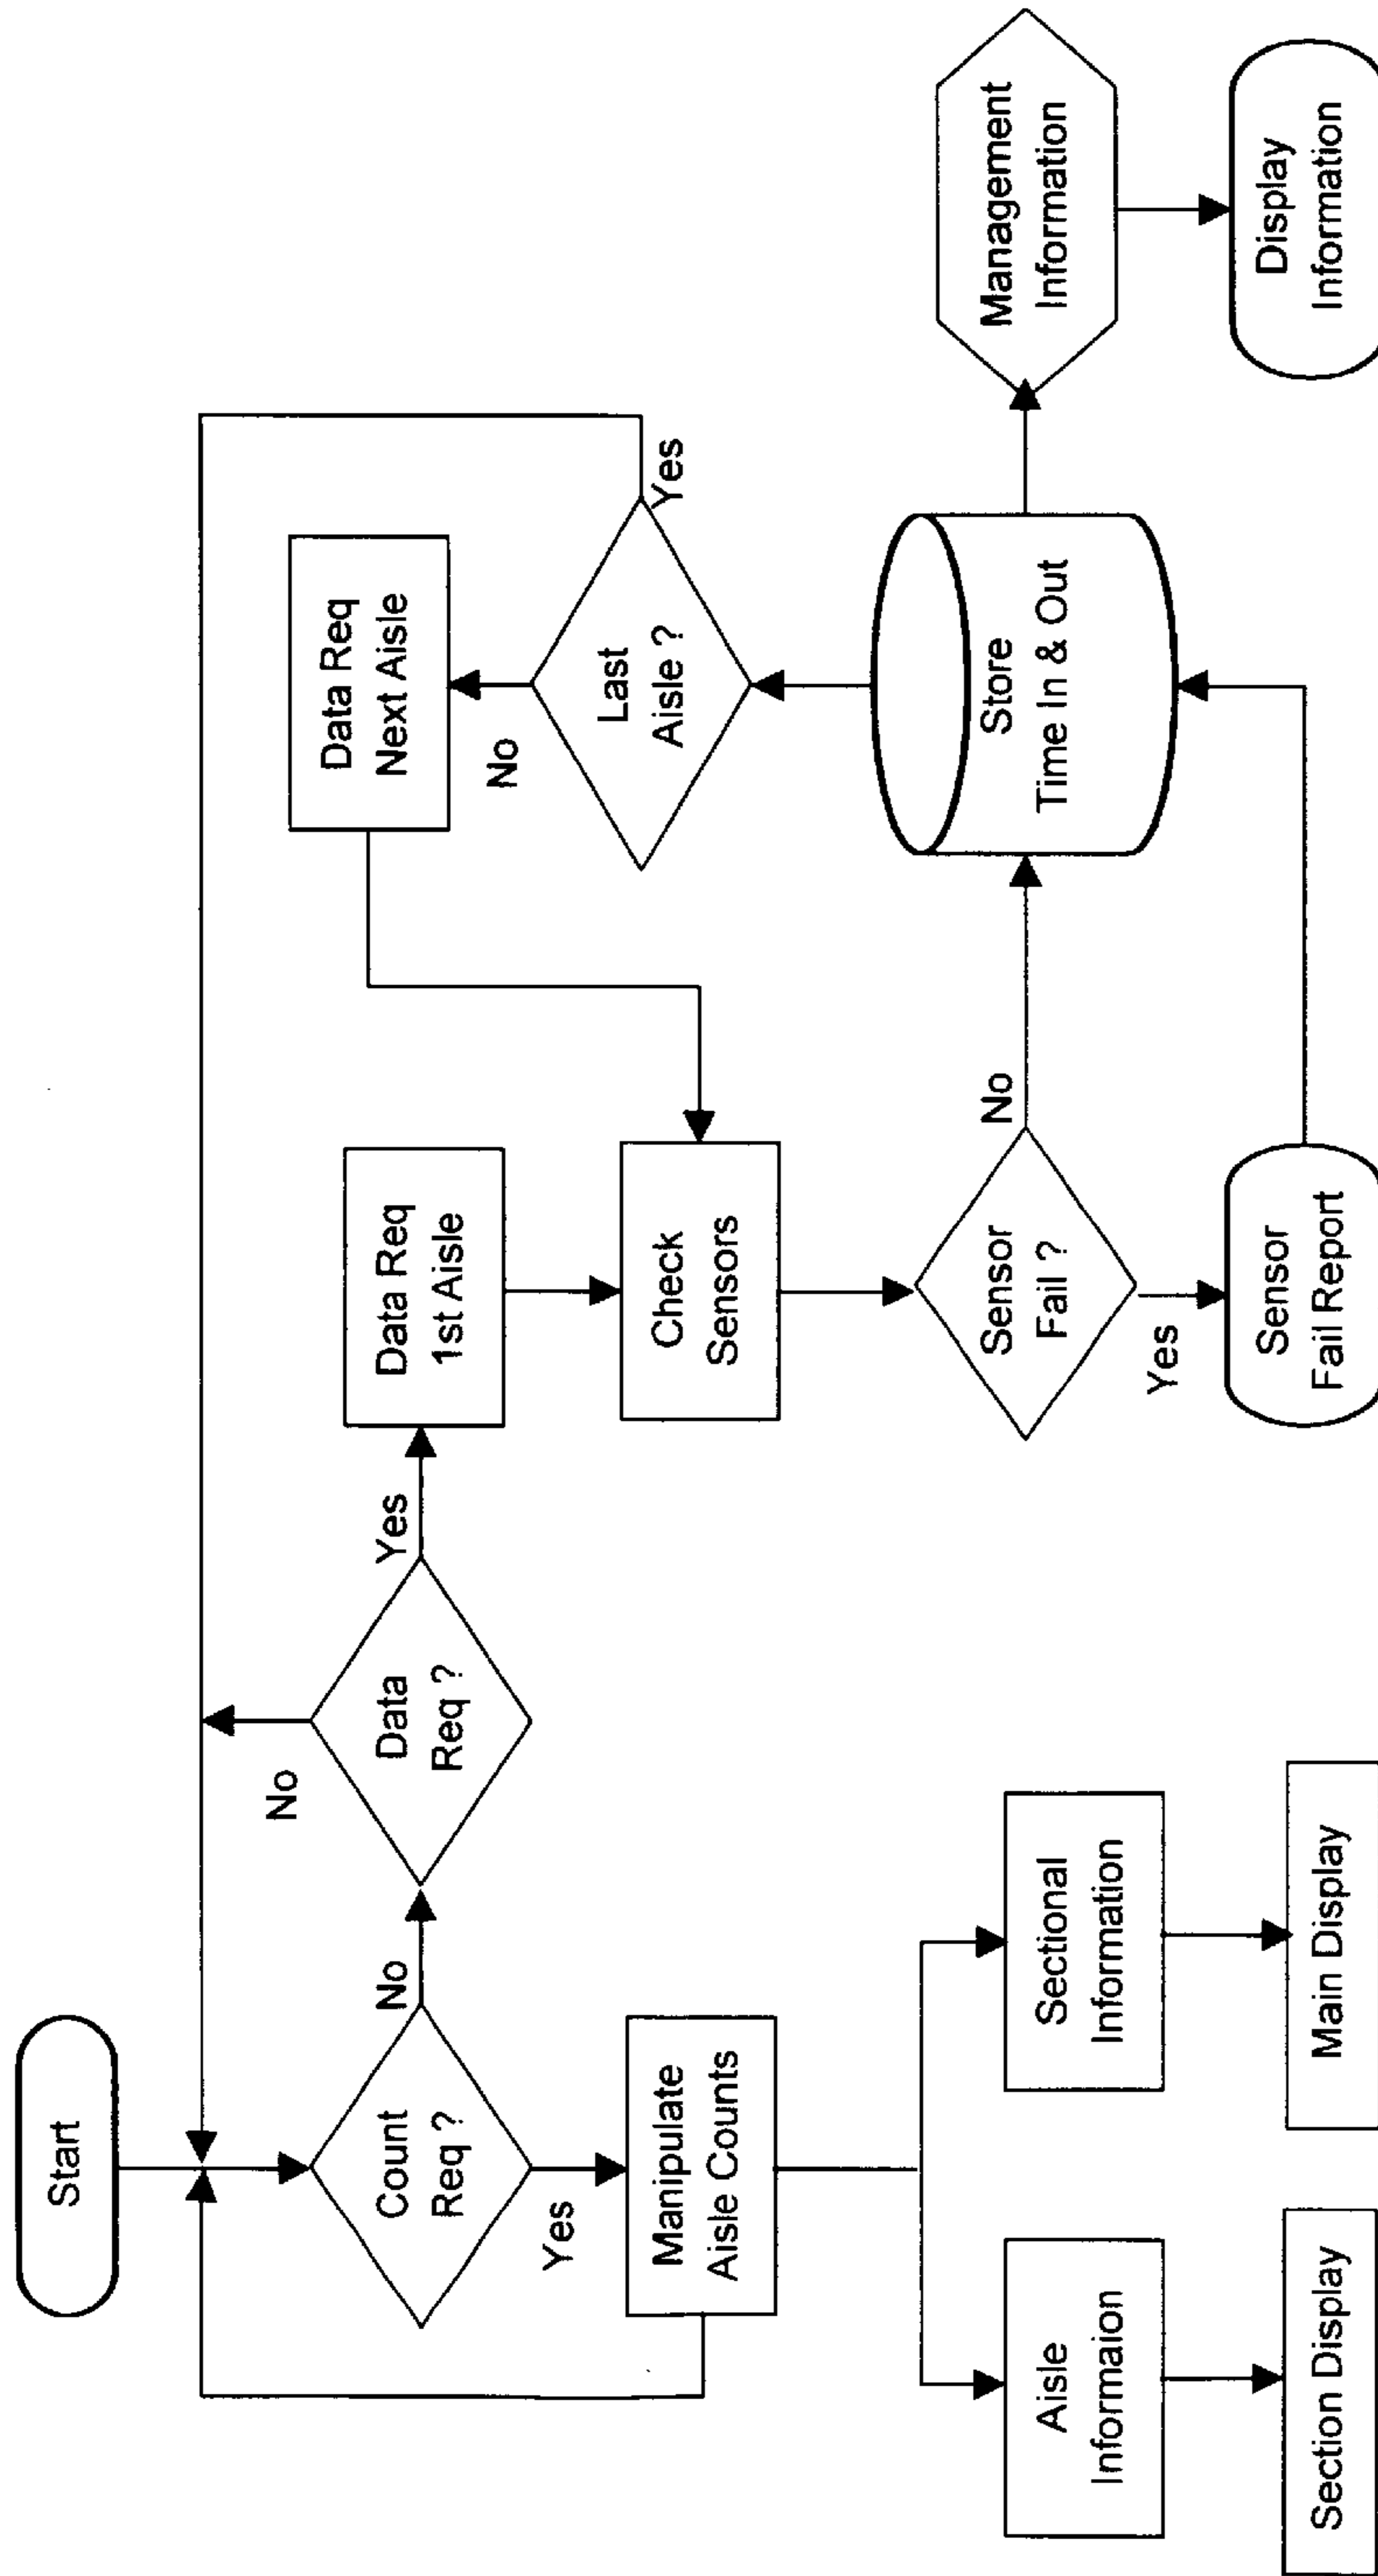 Start
Count
Req ?
No
Yes
Data
Req ?
No
Yes
Data Req
1st Aisle
Data Req
Next Aisle
Manipulate
Aisle Counts
Check
Sensors
Last
Aisle ?
No
Yes
Aisle
Informaion
Sectional
Information
Sensor
Fail ?
No
Yes
Store
Time In & Out
Management
Information
Section Display
Main Display
Sensor
Fail Report
Display
Information